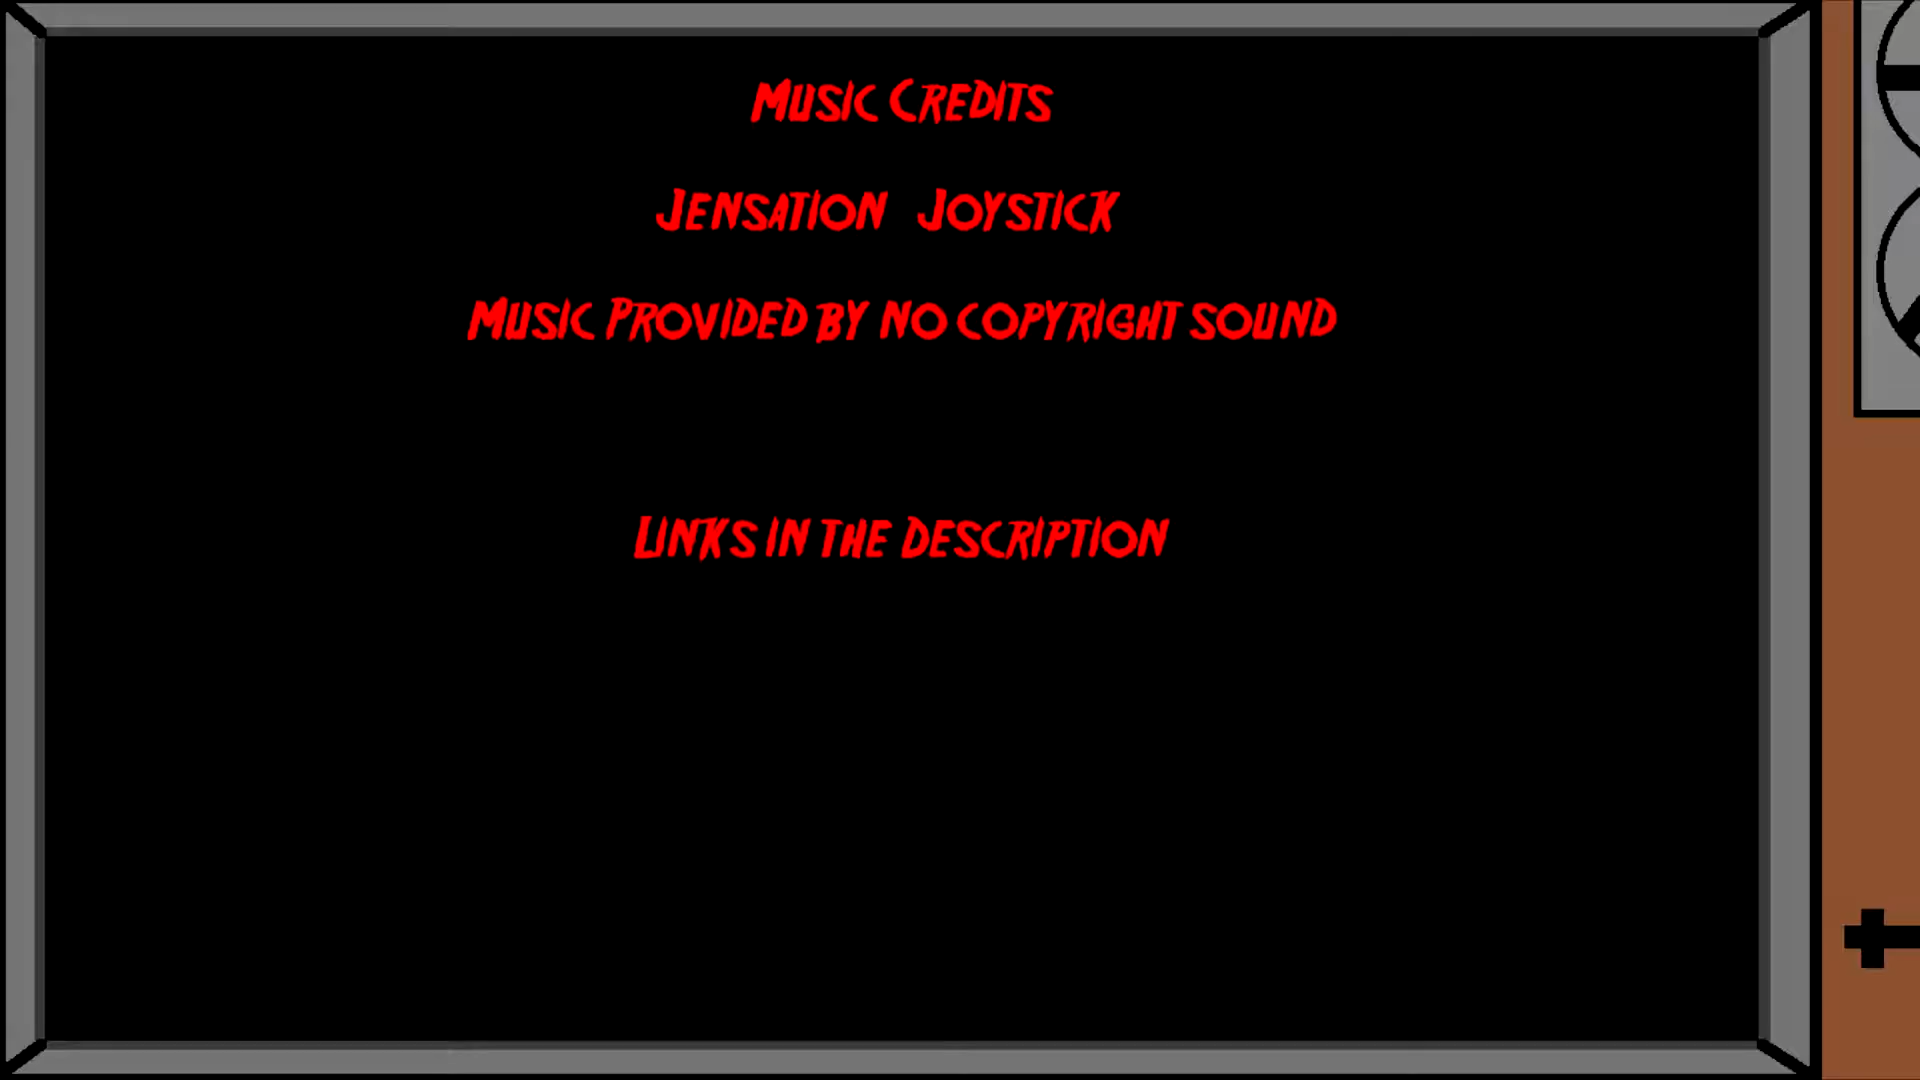 Music Credits
Jensation Joystick
Music Provided by no copyright sound
Links in the description